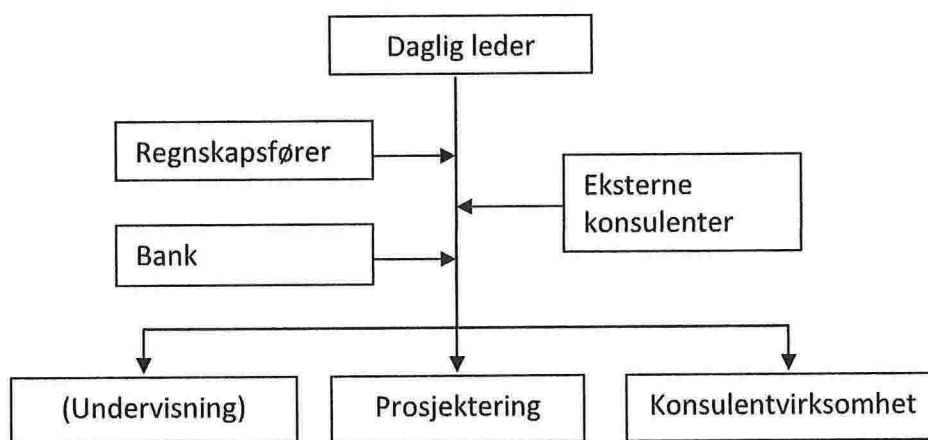 Daglig leder
Regnskapsfører
Eksterne
konsulenter
Bank
(Undervisning)
Prosjektering
Konsulentvirksomhet